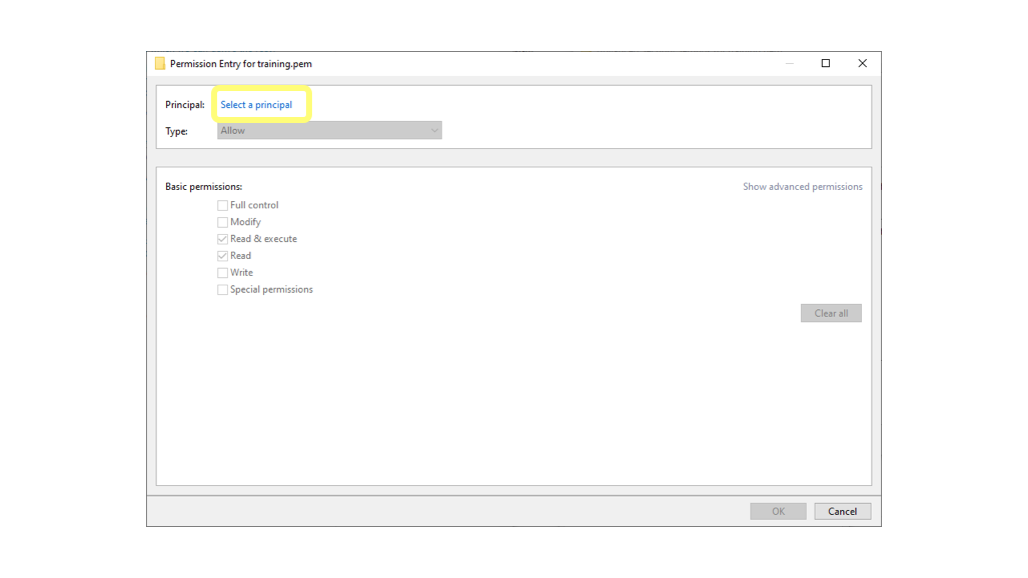 Permission Entry for training.pem
Principal: Select a principal
Type: Allow
Basic permissions: Show advanced permissions
Full control
Modify
Read & execute
Read
Write
Special permissions
Clear all
OK Cancel